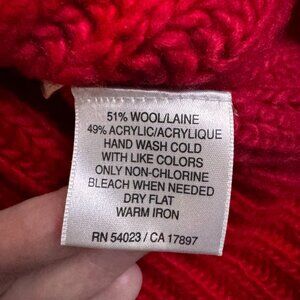 51% WOOL/LAINE
49% ACRYLIC/ACRYLIQUE
HAND WASH COLD
WITH LIKE COLORS
ONLY NON-CHLORINE
BLEACH WHEN NEEDED
DRY FLAT
WARM IRON
RN 54023 / CA 17897